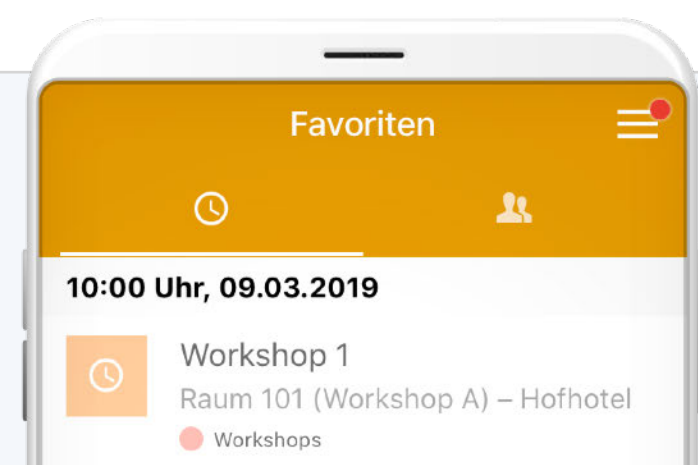 Favoriten
10:00 Uhr, 09.03.2019
Workshop 1
Raum 101 (Workshop A) – Hofhotel
Workshops